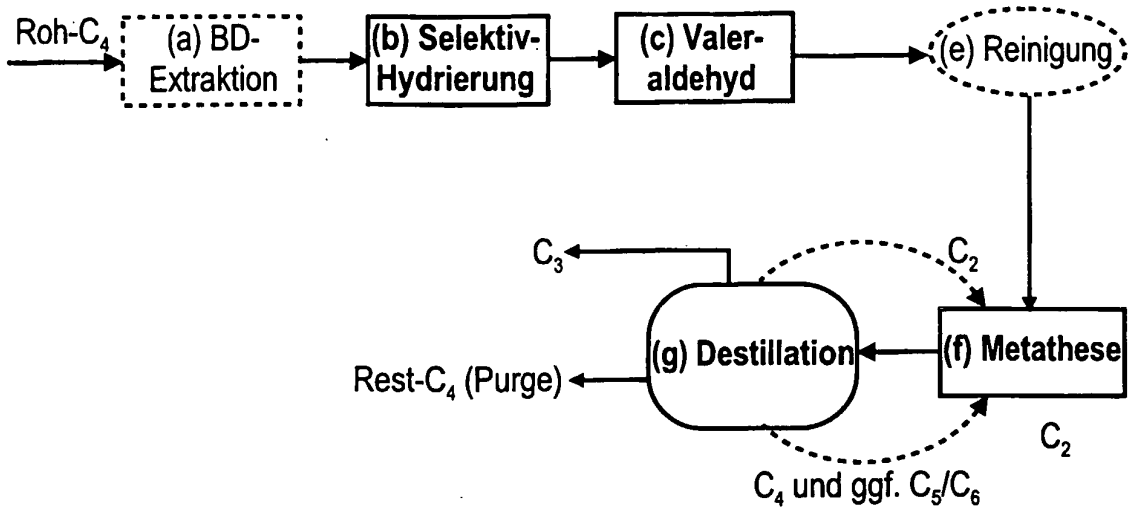 Roh-C₄
(a) BD-
Extraktion
(b) Selektiv-
Hydrierung
(c) Valer-
aldehyd
(e) Reinigung
C₃
C₂
(g) Destillation
(f) Metathese
Rest-C₄ (Purge)
C₂
C₄ und ggf. C₅/C₆